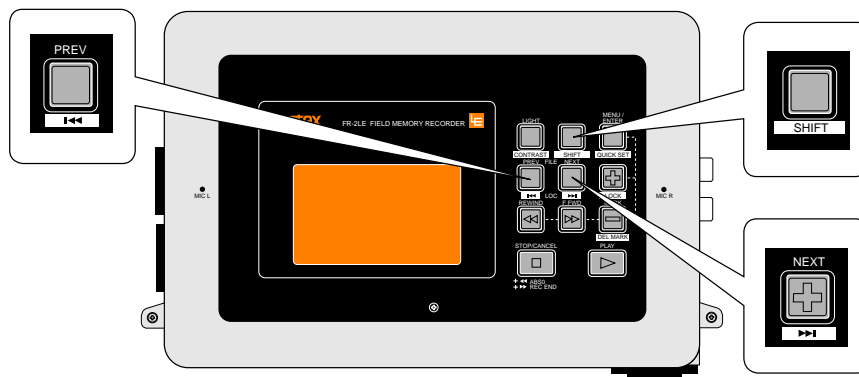 PREV
SHIFT
NEXT
FR-2LE FIELD MEMORY RECORDER
LE
LIGHT
MENU /
ENTER
CONTRAST
SHIFT
QUICK SET
PREV
FILE
NEXT
LOC
LOCK
REWIND
F FWD
DEL MARK
STOP/CANCEL
PLAY
+ ◀◀ ABS0
+ ▶▶ REC END
MIC L
MIC R